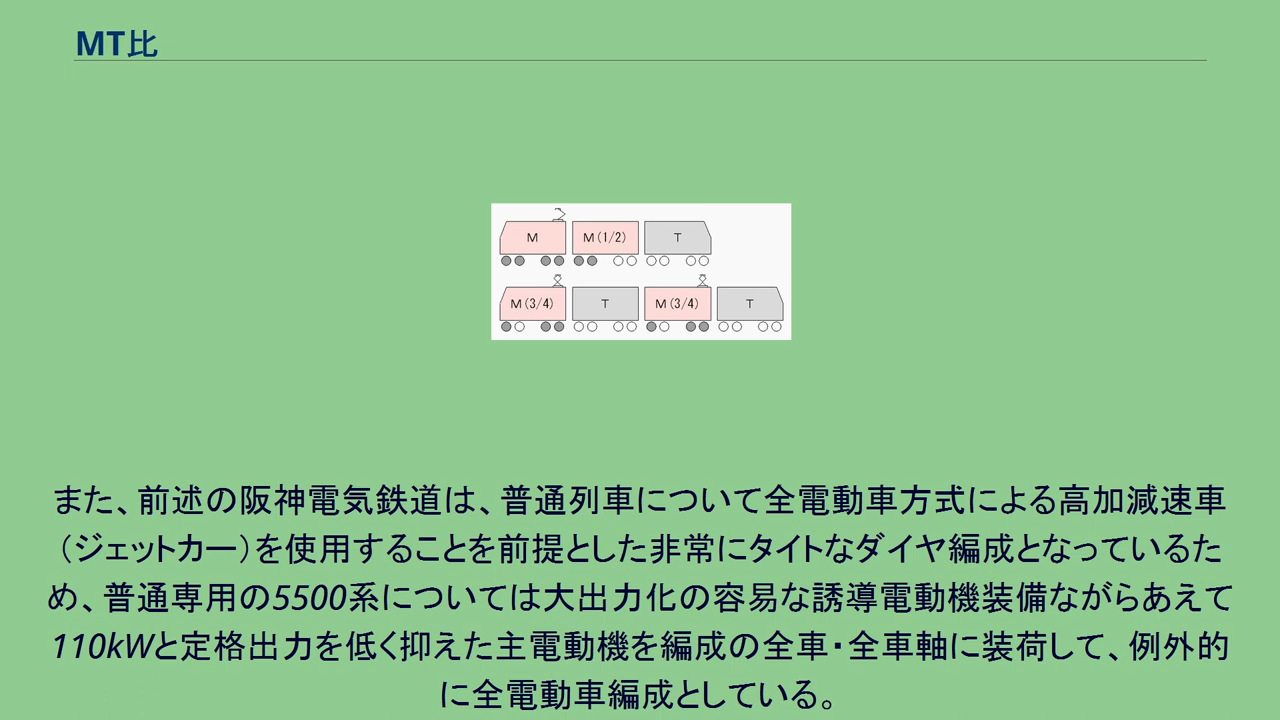 MT比
M
M(1/2)
T
M(3/4)
T
M(3/4)
T
また、前述の阪神電気鉄道は、普通列車について全電動車方式による高加減速車
（ジェットカー）を使用することを前提とした非常にタイトなダイヤ編成となっているた
め、普通専用の5500系については大出力化の容易な誘導電動機装備ながらあえて
110kWと定格出力を低く抑えた主電動機を編成の全車・全車軸に装荷して、例外的
に全電動車編成としている。